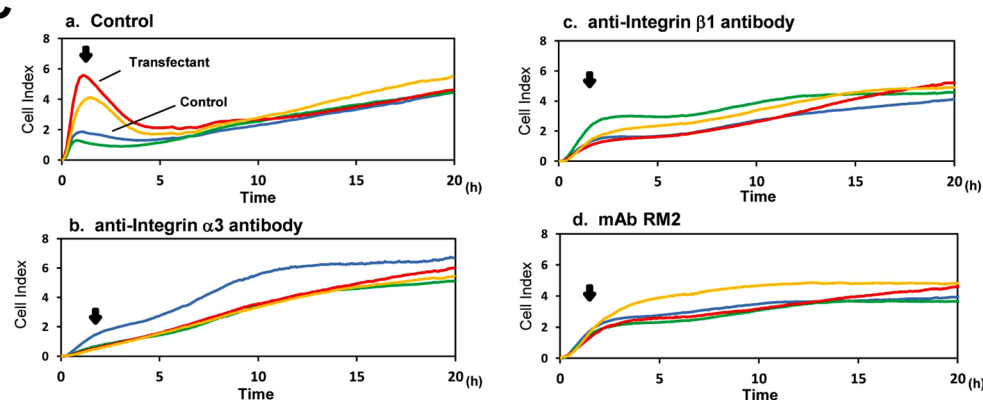 C
a. Control
8
6
4
2
0
Cell Index
Transfectant
Control
0 5 10 15 20 (h)
Time
b. anti-Integrin α3 antibody
8
6
4
2
0
Cell Index
0 5 10 15 20 (h)
Time
c. anti-Integrin β1 antibody
8
6
4
2
0
Cell Index
0 5 10 15 20 (h)
Time
d. mAb RM2
8
6
4
2
0
Cell Index
0 5 10 15 20 (h)
Time